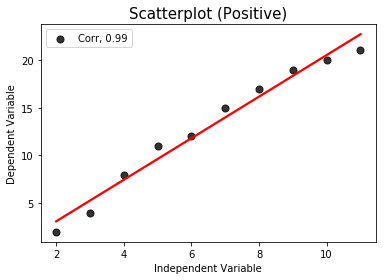 Scatterplot (Positive)
Corr, 0.99
Dependent Variable
20
15
10
5
2
4
6
8
10
Independent Variable